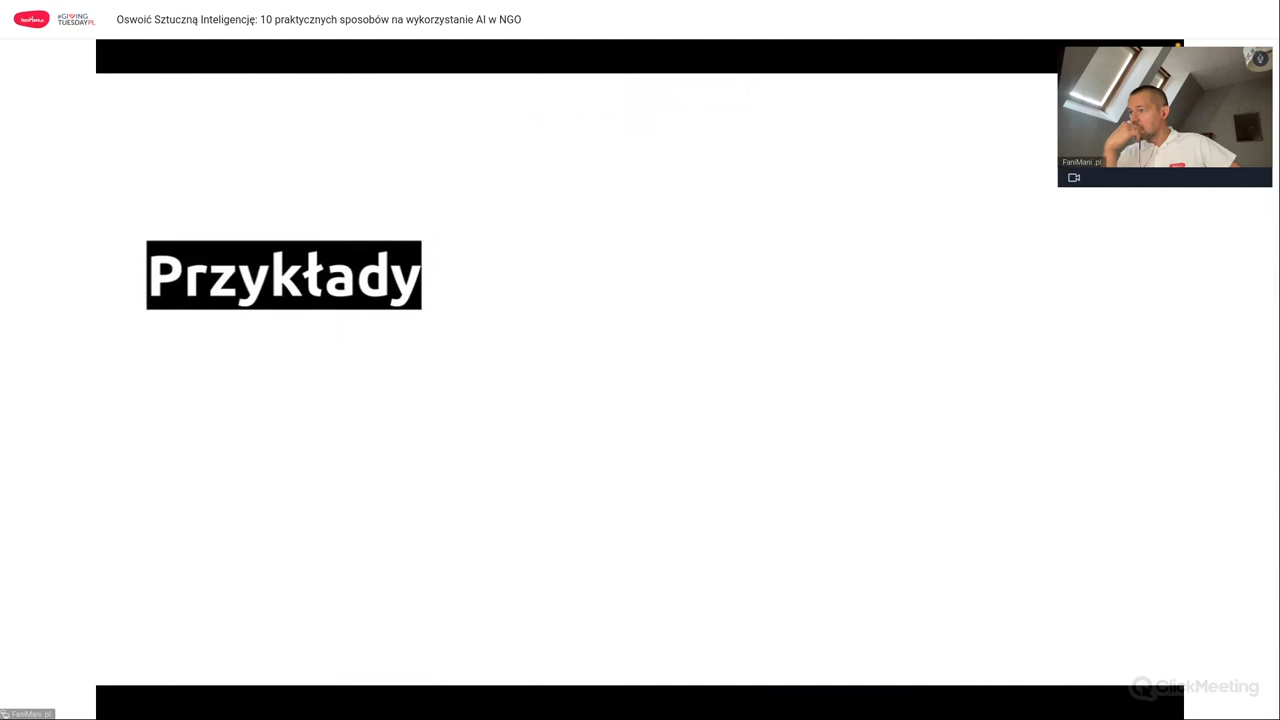 FaniMani.pl
#GIVING
TUESDAYPL
Oswoić Sztuczną Inteligencję: 10 praktycznych sposobów na wykorzystanie AI w NGO
FaniMani .pl
Przykłady
ClickMeeting
FaniMani .pl